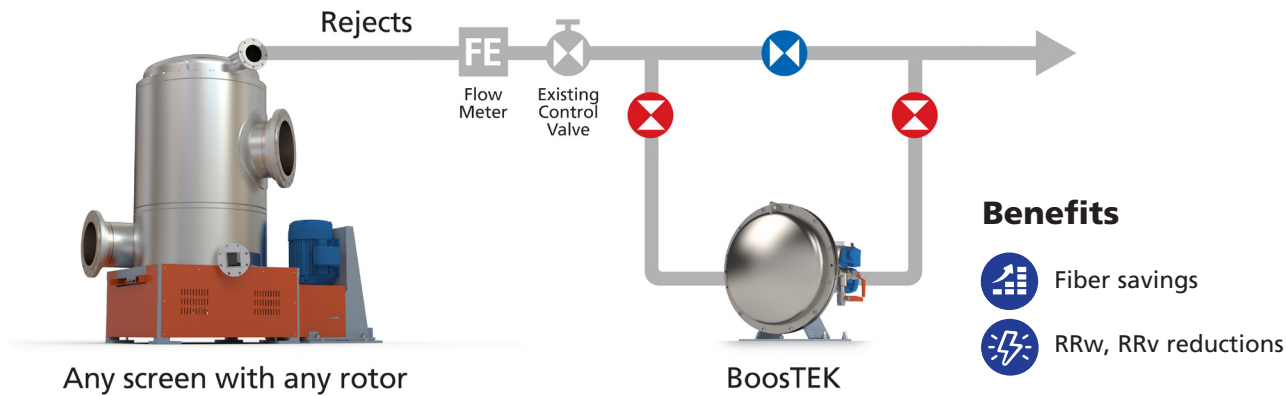 Rejects
FE
Flow
Meter
Existing
Control
Valve
Benefits
Fiber savings
RRw, RRv reductions
Any screen with any rotor
BoosTEK